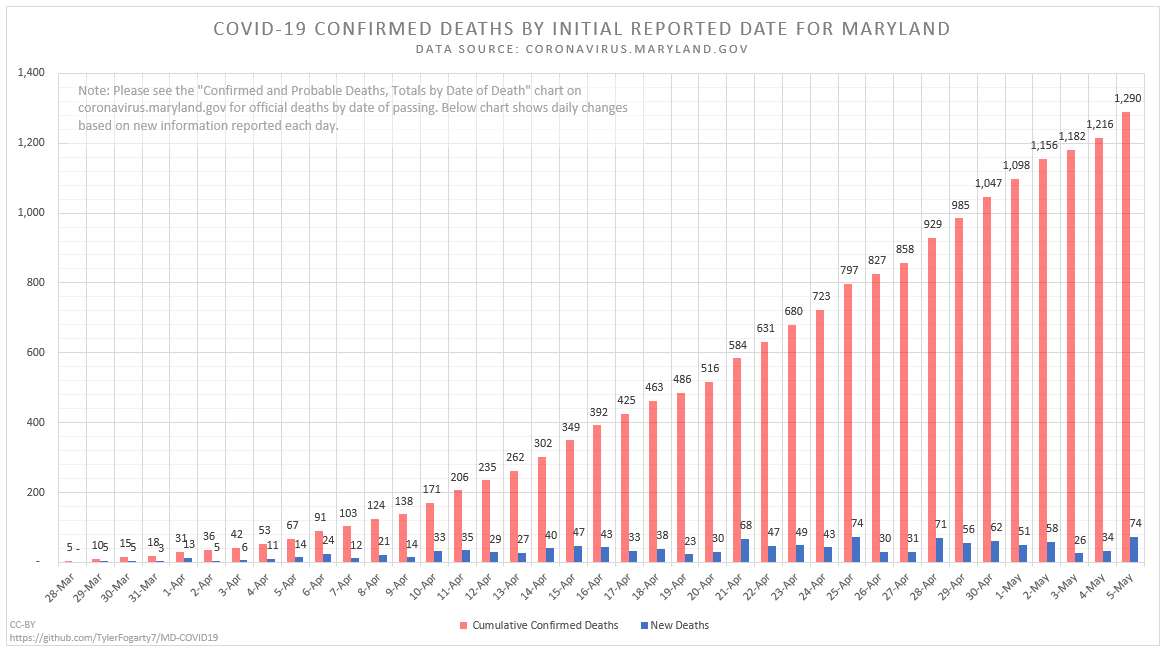 COVID-19 CONFIRMED DEATHS BY INITIAL REPORTED DATE FOR MARYLAND
DATA SOURCE: CORONAVIRUS.MARYLAND.GOV
Note: Please see the "Confirmed and Probable Deaths, Totals by Date of Death" chart on
coronavirus.maryland.gov for official deaths by date of passing. Below chart shows daily changes
based on new information reported each day.
1,400
1,200
1,000
800
600
400
200
-
5 10 15 18 31 36 42 53 67 91 103 124 138 171 206 235 262 302 349 392 425 463 486 516 584 631 680 723 797 827 858 929 985 1,047 1,098 1,156 1,182 1,216 1,290
- 5 5 3 13 5 6 11 14 24 12 21 14 33 35 29 27 40 47 43 33 38 23 30 68 47 49 43 74 30 31 71 56 62 51 58 26 34 74
28-Mar 29-Mar 30-Mar 31-Mar 1-Apr 2-Apr 3-Apr 4-Apr 5-Apr 6-Apr 7-Apr 8-Apr 9-Apr 10-Apr 11-Apr 12-Apr 13-Apr 14-Apr 15-Apr 16-Apr 17-Apr 18-Apr 19-Apr 20-Apr 21-Apr 22-Apr 23-Apr 24-Apr 25-Apr 26-Apr 27-Apr 28-Apr 29-Apr 30-Apr 1-May 2-May 3-May 4-May 5-May
Cumulative Confirmed Deaths New Deaths
CC-BY
https://github.com/TylerFogarty7/MD-COVID19